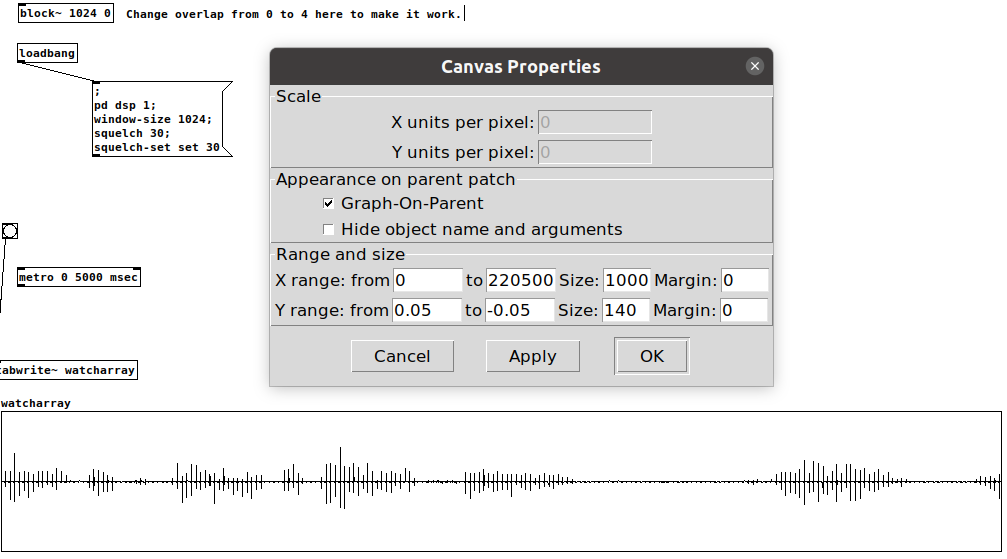 block~ 1024 0
Change overlap from 0 to 4 here to make it work.
loadbang
;
pd dsp 1;
window-size 1024;
squelch 30;
squelch-set set 30
metro 0 5000 msec
tabwrite~ watcharray
watcharray
Canvas Properties
Scale
X units per pixel: 0
Y units per pixel: 0
Appearance on parent patch
Graph-On-Parent
Hide object name and arguments
Range and size
X range: from 0 to 220500 Size: 1000 Margin: 0
Y range: from 0.05 to -0.05 Size: 140 Margin: 0
Cancel Apply OK